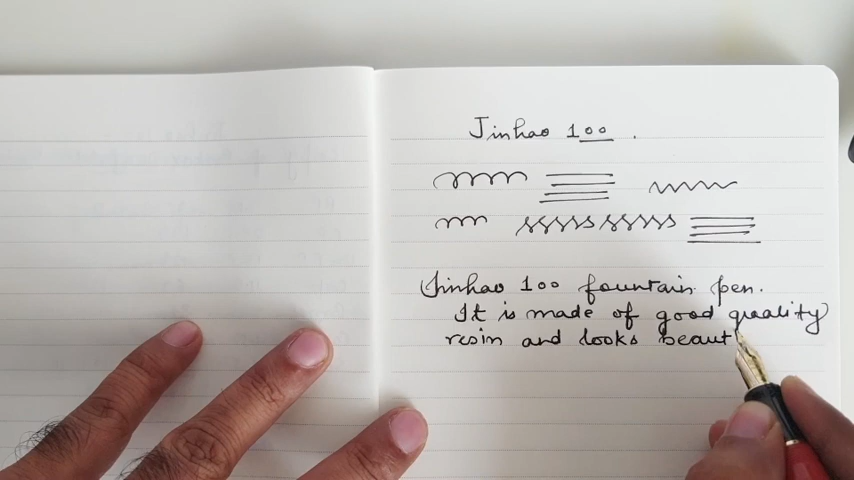 Jinhao 100 .
Jinhao 100 fountain pen.
It is made of good quality
resin and looks beaut